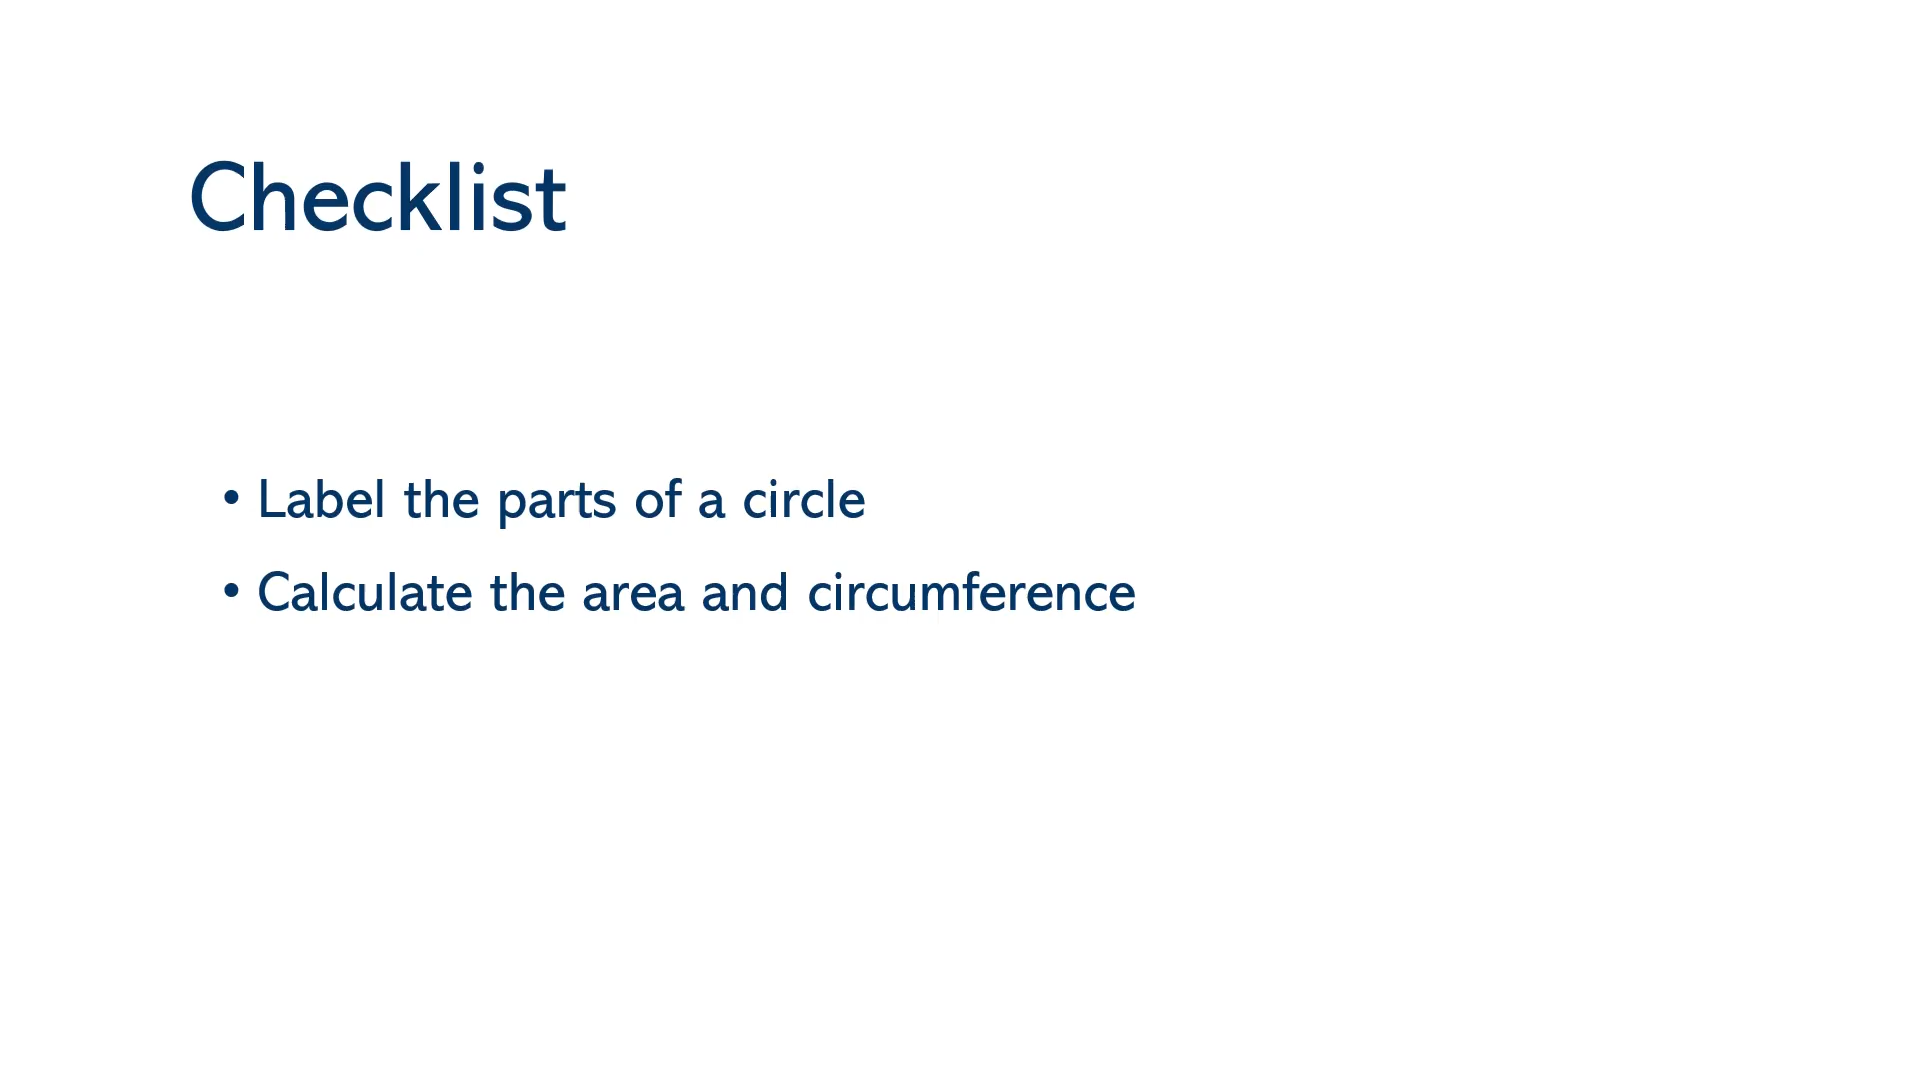 Checklist
• Label the parts of a circle
• Calculate the area and circumference